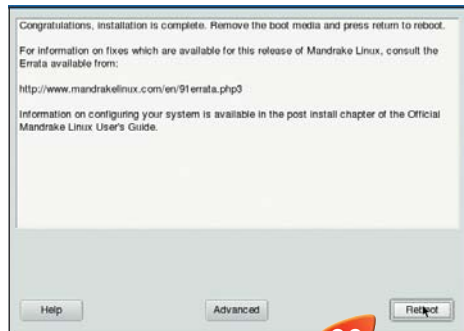 Congratulations, installation is complete. Remove the boot media and press return to reboot.
For information on fixes which are available for this release of Mandrake Linux, consult the
Errata available from:
http://www.mandrakelinux.com/en/91errata.php3
Information on configuring your system is available in the post install chapter of the Official
Mandrake Linux User's Guide.
Help
Advanced
Reboot